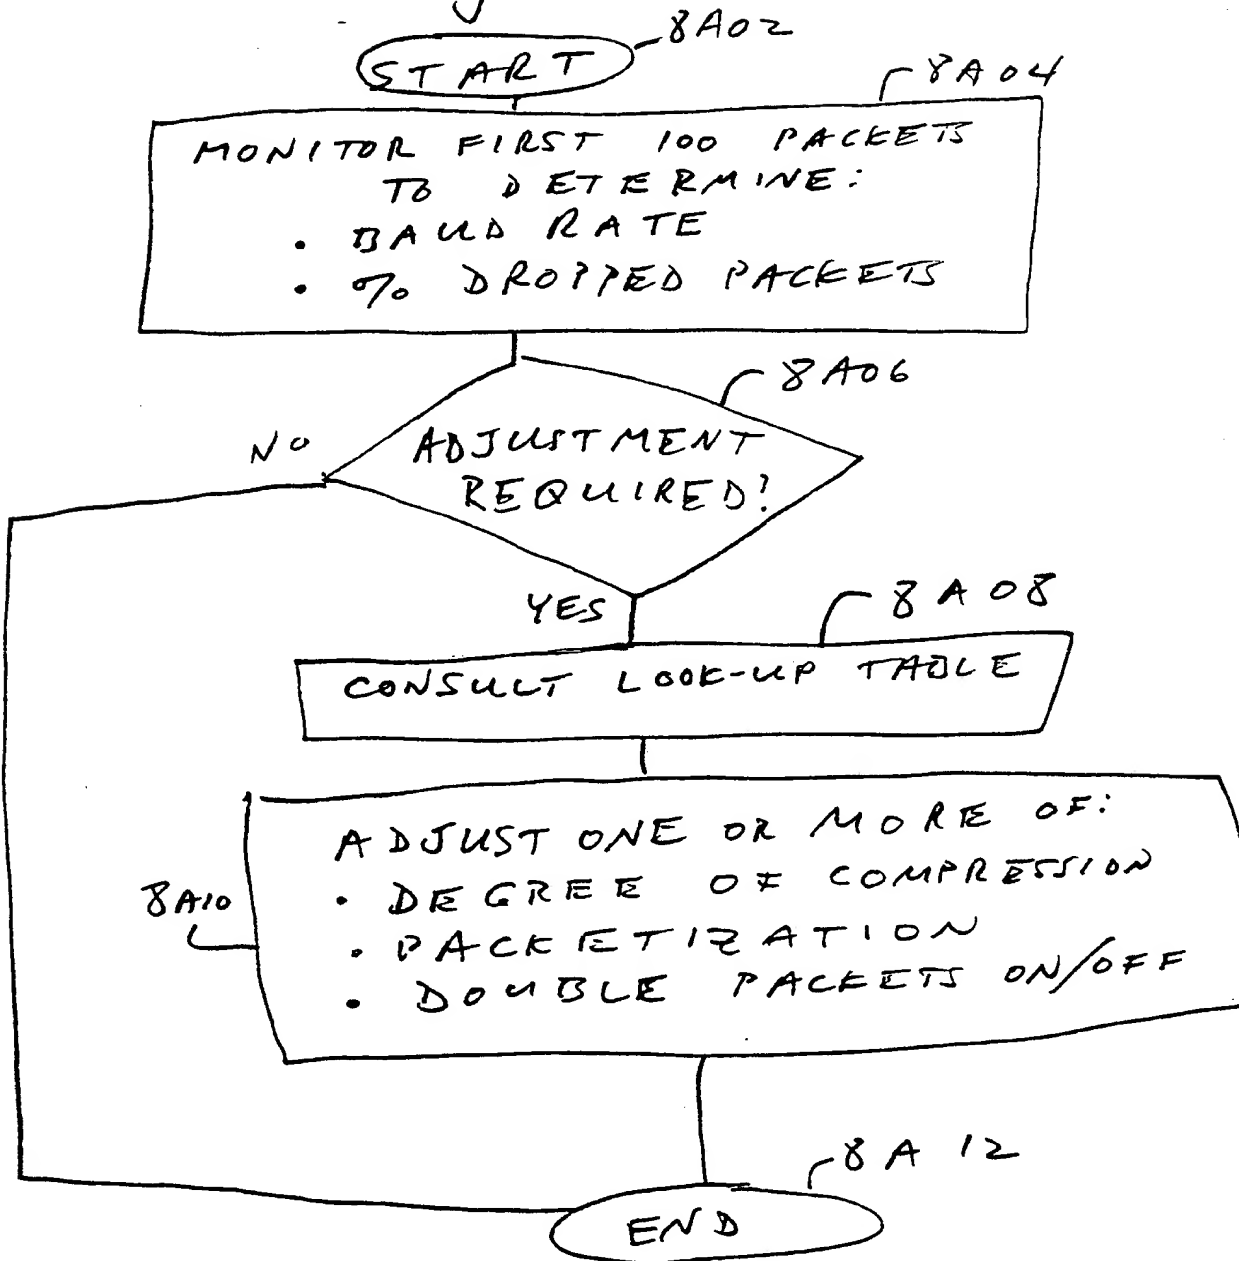 8A02
START
8A04
MONITOR FIRST 100 PACKETS
TO DETERMINE:
• BAUD RATE
• % DROPPED PACKETS
8A06
NO
ADJUSTMENT
REQUIRED?
YES
8A08
CONSULT LOOK-UP TABLE
ADJUST ONE OR MORE OF:
8A10
• DEGREE OF COMPRESSION
• PACKETIZATION
• DOUBLE PACKETS ON/OFF
8A12
END